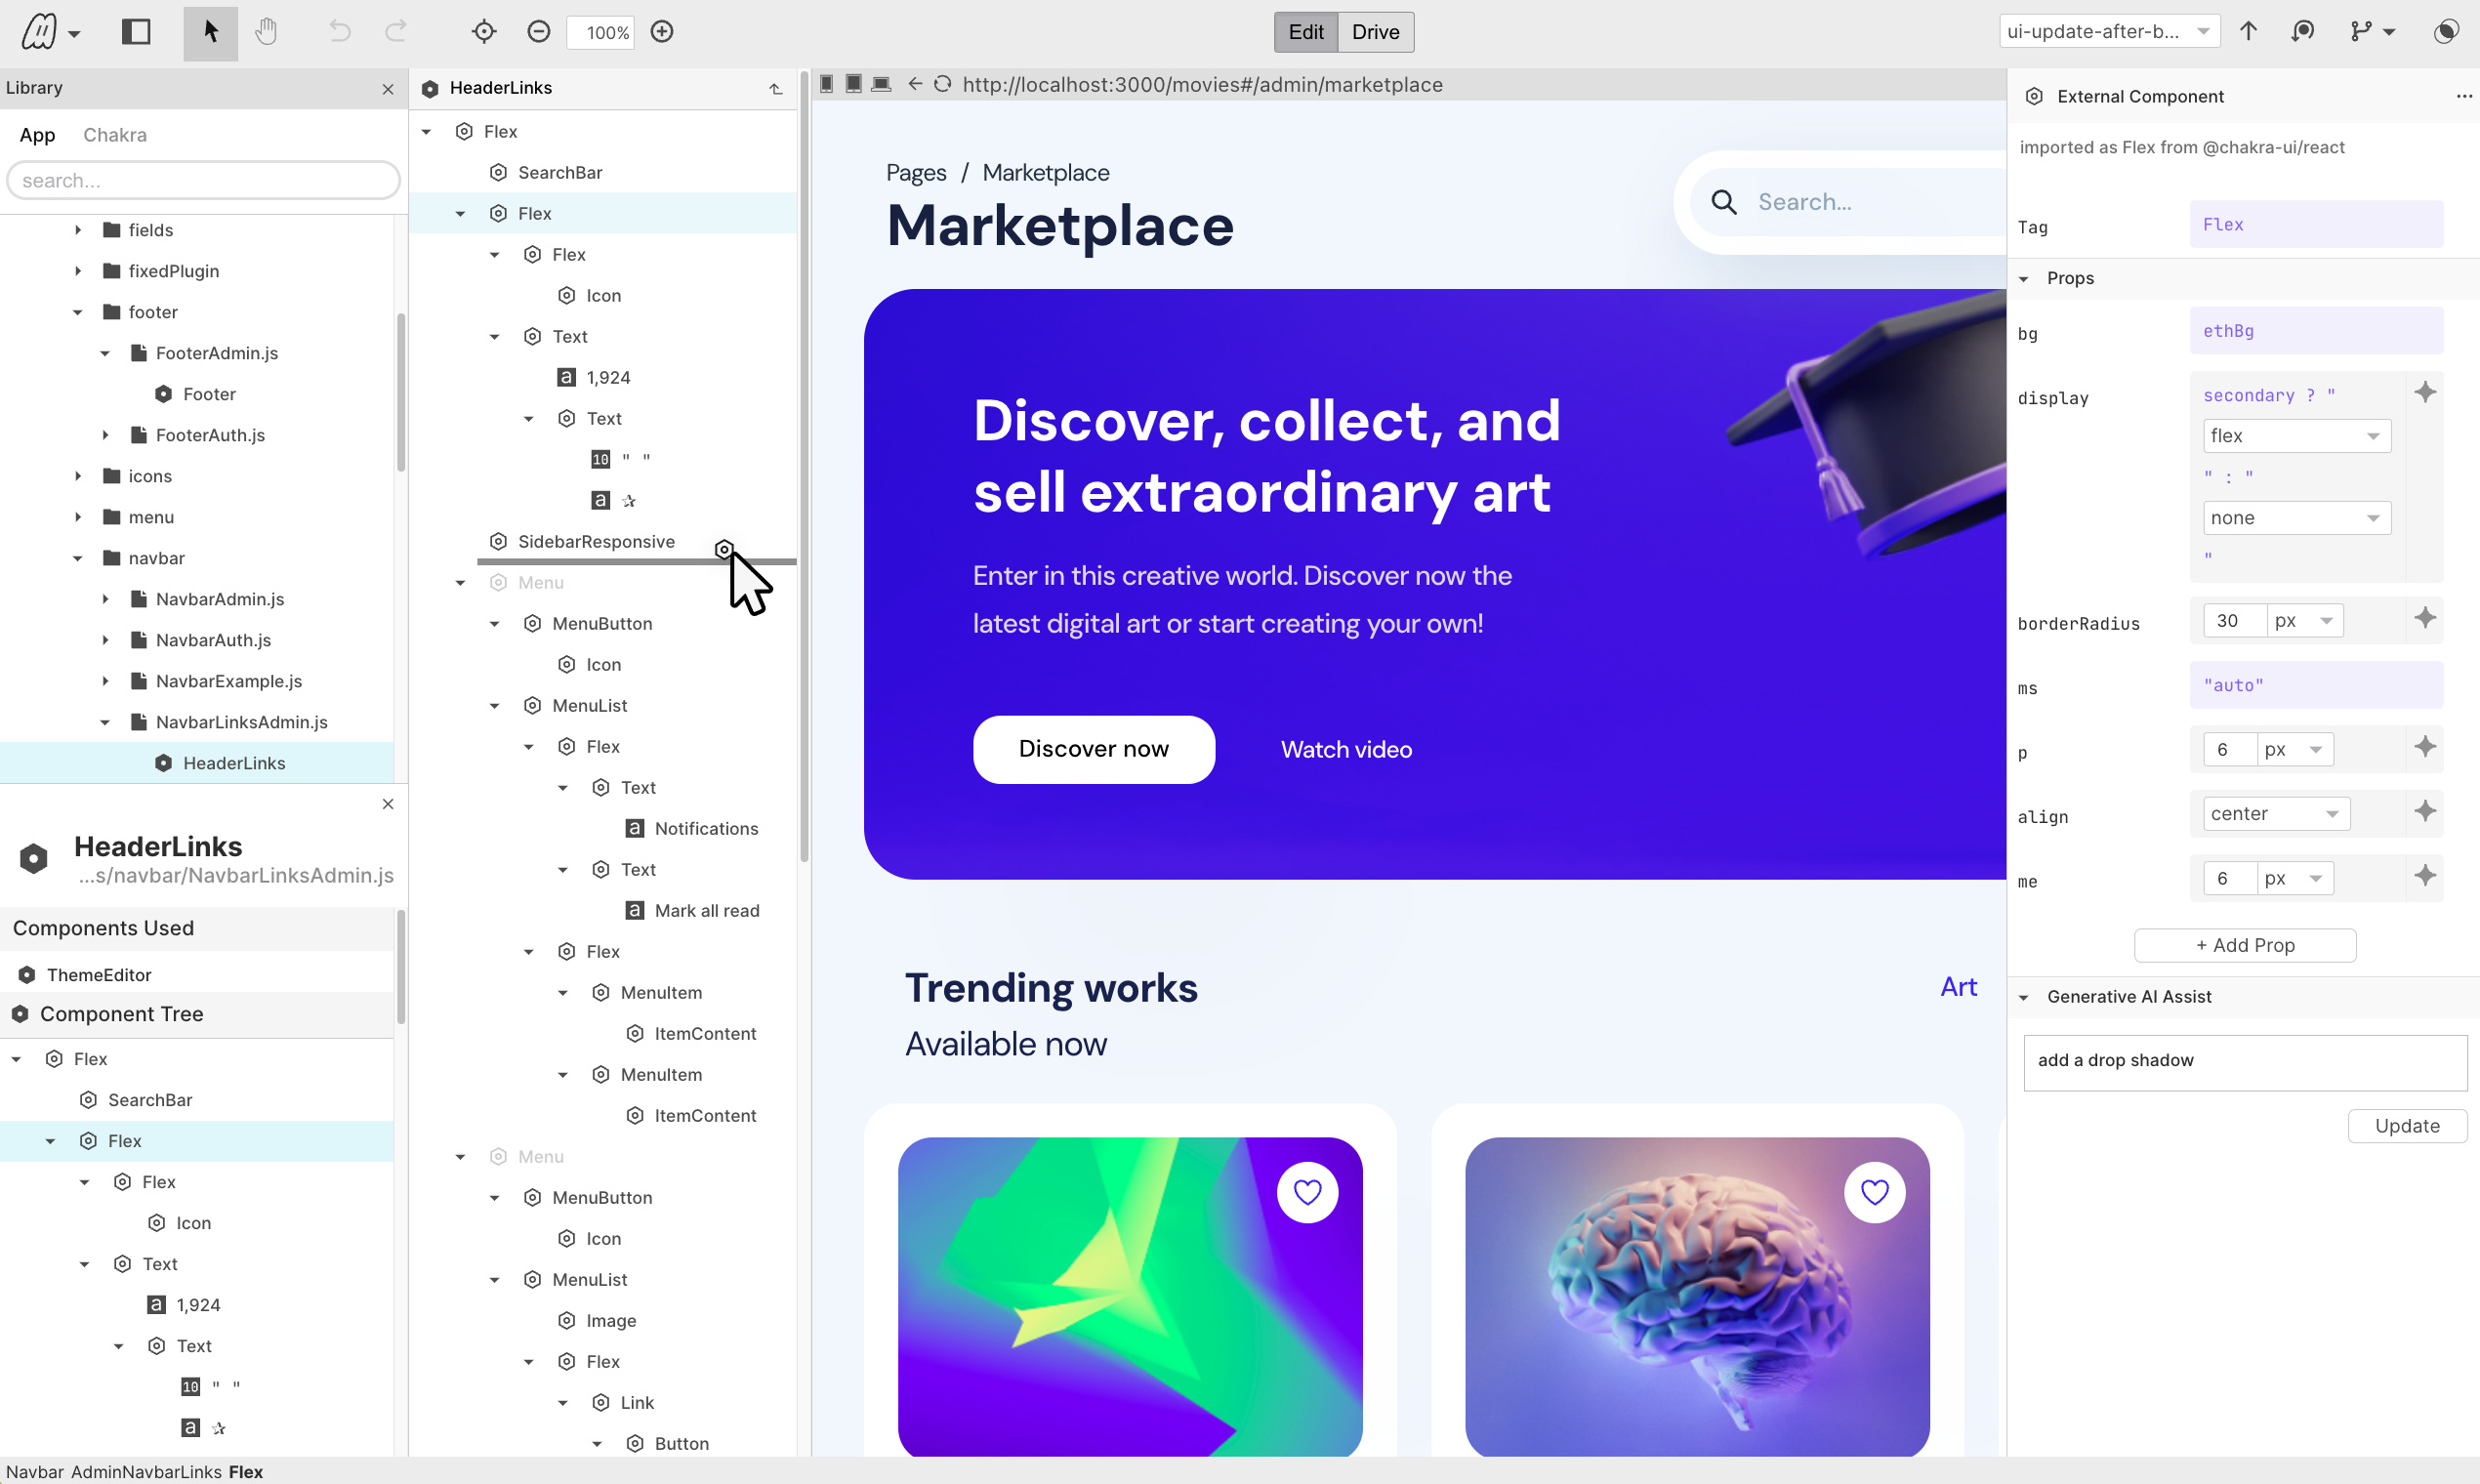 100%
Edit
Drive
ui-update-after-b...
Library
App
Chakra
search...
fields
fixedPlugin
footer
FooterAdmin.js
Footer
FooterAuth.js
icons
menu
navbar
NavbarAdmin.js
NavbarAuth.js
NavbarExample.js
NavbarLinksAdmin.js
HeaderLinks
HeaderLinks
...s/navbar/NavbarLinksAdmin.js
Components Used
ThemeEditor
Component Tree
Flex
SearchBar
Flex
Flex
Icon
Text
a 1,924
Text
10 " "
a ☆
HeaderLinks
Flex
SearchBar
Flex
Flex
Icon
Text
a 1,924
Text
10 " "
a ☆
SidebarResponsive
Menu
MenuButton
Icon
MenuList
Flex
Text
a Notifications
Text
a Mark all read
Flex
MenuItem
ItemContent
MenuItem
ItemContent
Menu
MenuButton
Icon
MenuList
Image
Flex
Link
Button
http://localhost:3000/movies#/admin/marketplace
Pages / Marketplace
Marketplace
Search...
Discover, collect, and
sell extraordinary art
Enter in this creative world. Discover now the
latest digital art or start creating your own!
Discover now
Watch video
Trending works
Art
Available now
External Component
imported as Flex from @chakra-ui/react
Tag Flex
Props
bg ethBg
display secondary ? "
flex
" : "
none
"
borderRadius 30 px
ms "auto"
p 6 px
align center
me 6 px
+ Add Prop
Generative AI Assist
add a drop shadow
Update
Navbar AdminNavbarLinks Flex